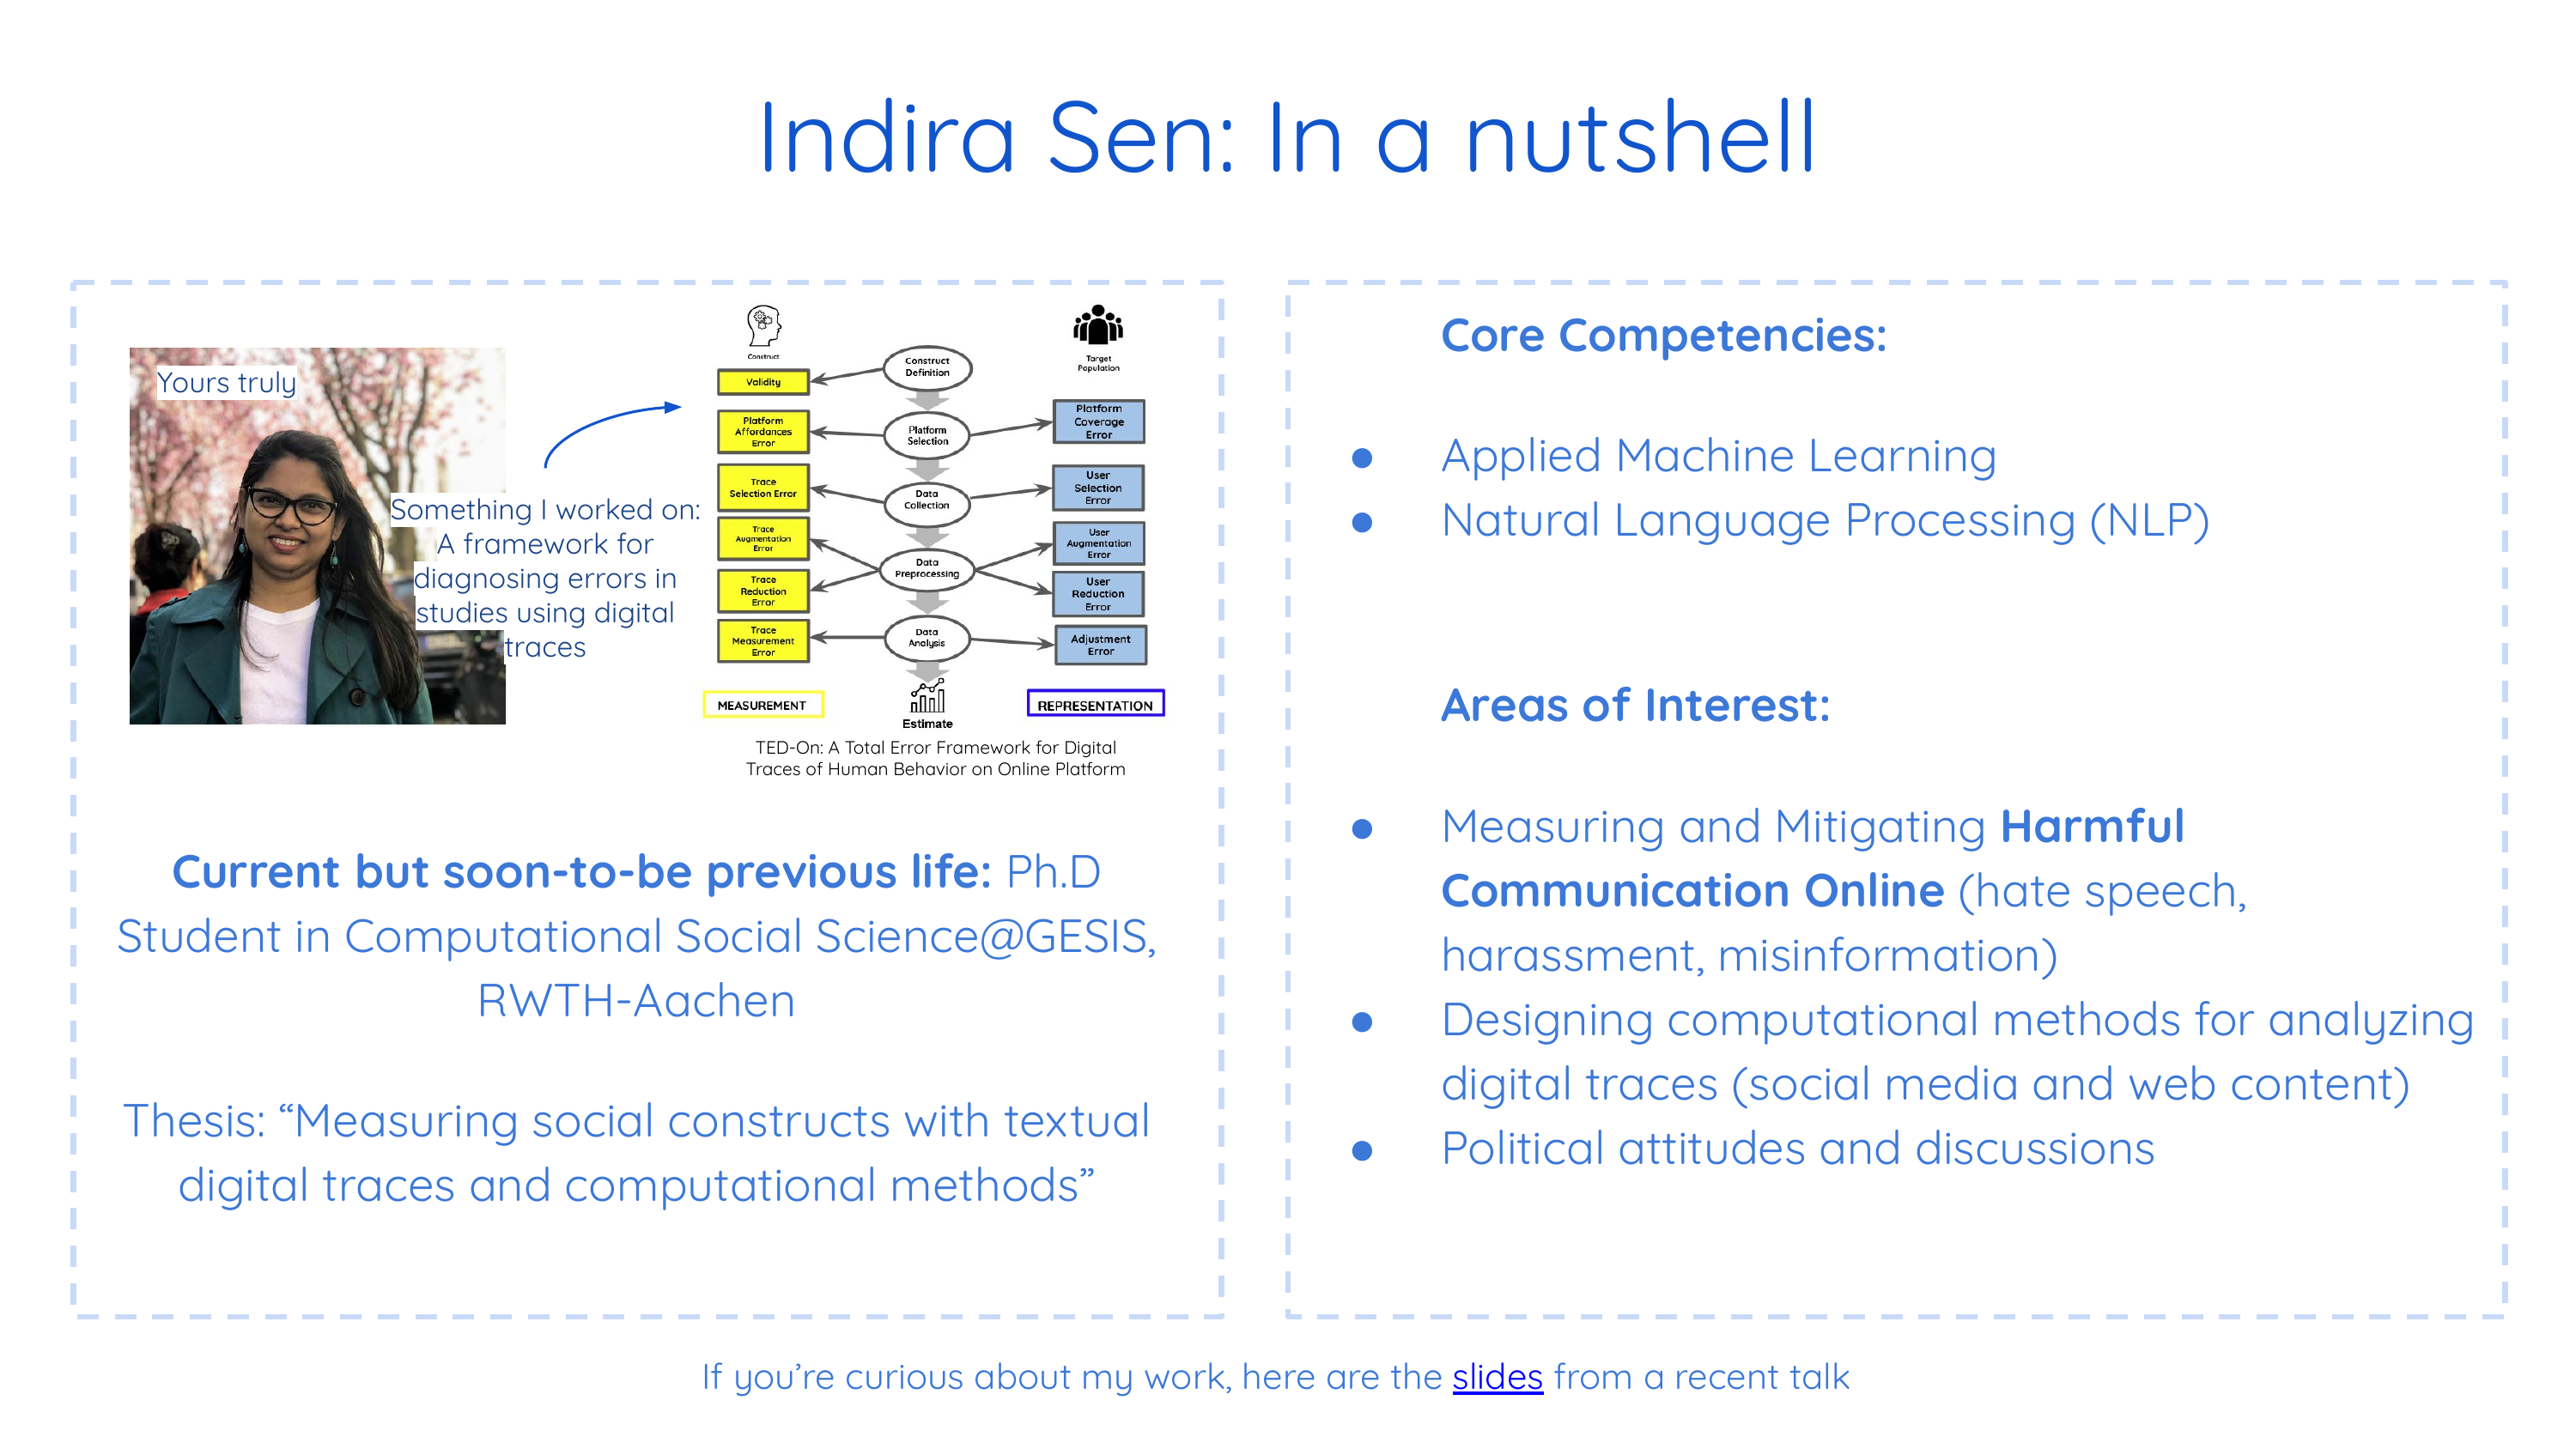 Indira Sen: In a nutshell
Yours truly
Something I worked on:
A framework for
diagnosing errors in
studies using digital
traces
Construct
Target
Population
Construct
Definition
Validity
Platform
Affordances
Error
Platform
Selection
Platform
Coverage
Error
Trace
Selection Error
Data
Collection
User
Selection
Error
Trace
Augmentation
Error
Data
Preprocessing
User
Augmentation
Error
Trace
Reduction
Error
User
Reduction
Error
Trace
Measurement
Error
Data
Analysis
Adjustment
Error
MEASUREMENT
Estimate
REPRESENTATION
TED-On: A Total Error Framework for Digital
Traces of Human Behavior on Online Platform
Current but soon-to-be previous life: Ph.D
Student in Computational Social Science@GESIS,
RWTH-Aachen
Thesis: “Measuring social constructs with textual
digital traces and computational methods”
Core Competencies:
● Applied Machine Learning
● Natural Language Processing (NLP)
Areas of Interest:
● Measuring and Mitigating Harmful
Communication Online (hate speech,
harassment, misinformation)
● Designing computational methods for analyzing
digital traces (social media and web content)
● Political attitudes and discussions
If you’re curious about my work, here are the slides from a recent talk